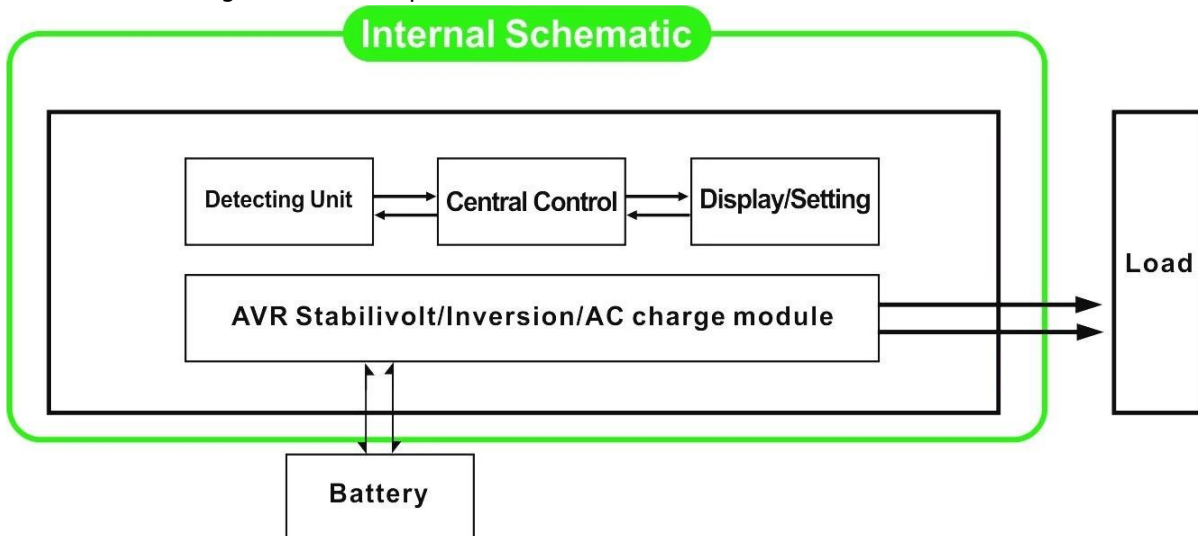 Internal Schematic
Detecting Unit
Central Control
Display/Setting
Load
AVR Stabilivolt/Inversion/AC charge module
Battery